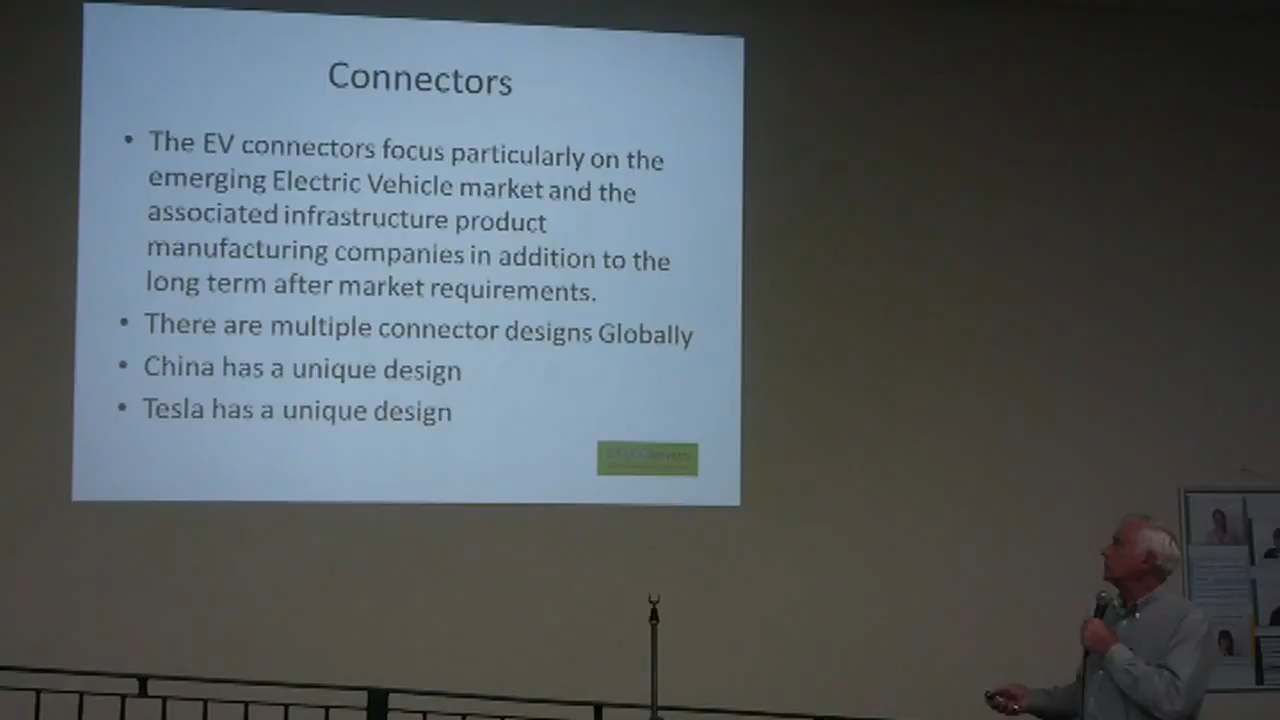 Connectors
• The EV connectors focus particularly on the
emerging Electric Vehicle market and the
associated infrastructure product
manufacturing companies in addition to the
long term after market requirements.
• There are multiple connector designs Globally
• China has a unique design
• Tesla has a unique design